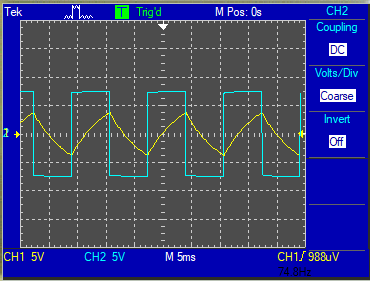 Tek T Trig'd M Pos: 0s CH2
Coupling
DC
Volts/Div
Coarse
Invert
Off
CH1 5V CH2 5V M 5ms CH1 988uV